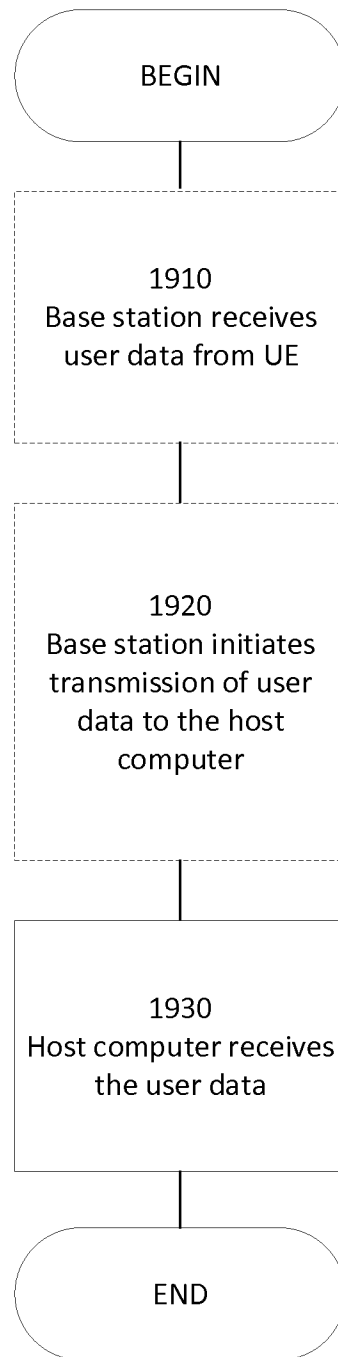 BEGIN
1910
Base station receives
user data from UE
1920
Base station initiates
transmission of user
data to the host
computer
1930
Host computer receives
the user data
END